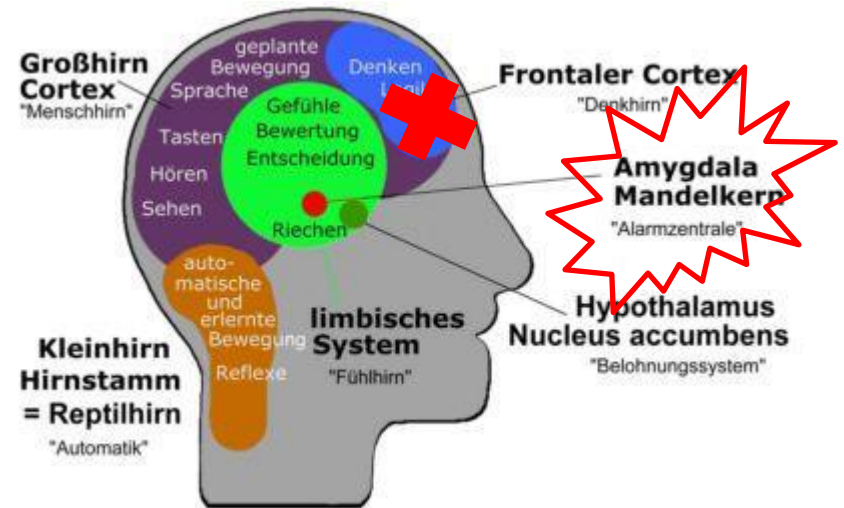 Großhirn
Cortex
"Menschhirn"
geplante
Bewegung
Sprache
Tasten
Hören
Sehen
Denken
Gefühle
Bewertung
Entscheidung
Riechen
Frontaler Cortex
"Denkhirn"
Amygdala
Mandelkern
"Alarmzentrale"
Hypothalamus
Nucleus accumbens
"Belohnungssystem"
limbisches
System
"Fühlhirn"
auto-
matische
und
erlernte
Bewegung
Reflexe
Kleinhirn
Hirnstamm
= Reptilhirn
"Automatik"